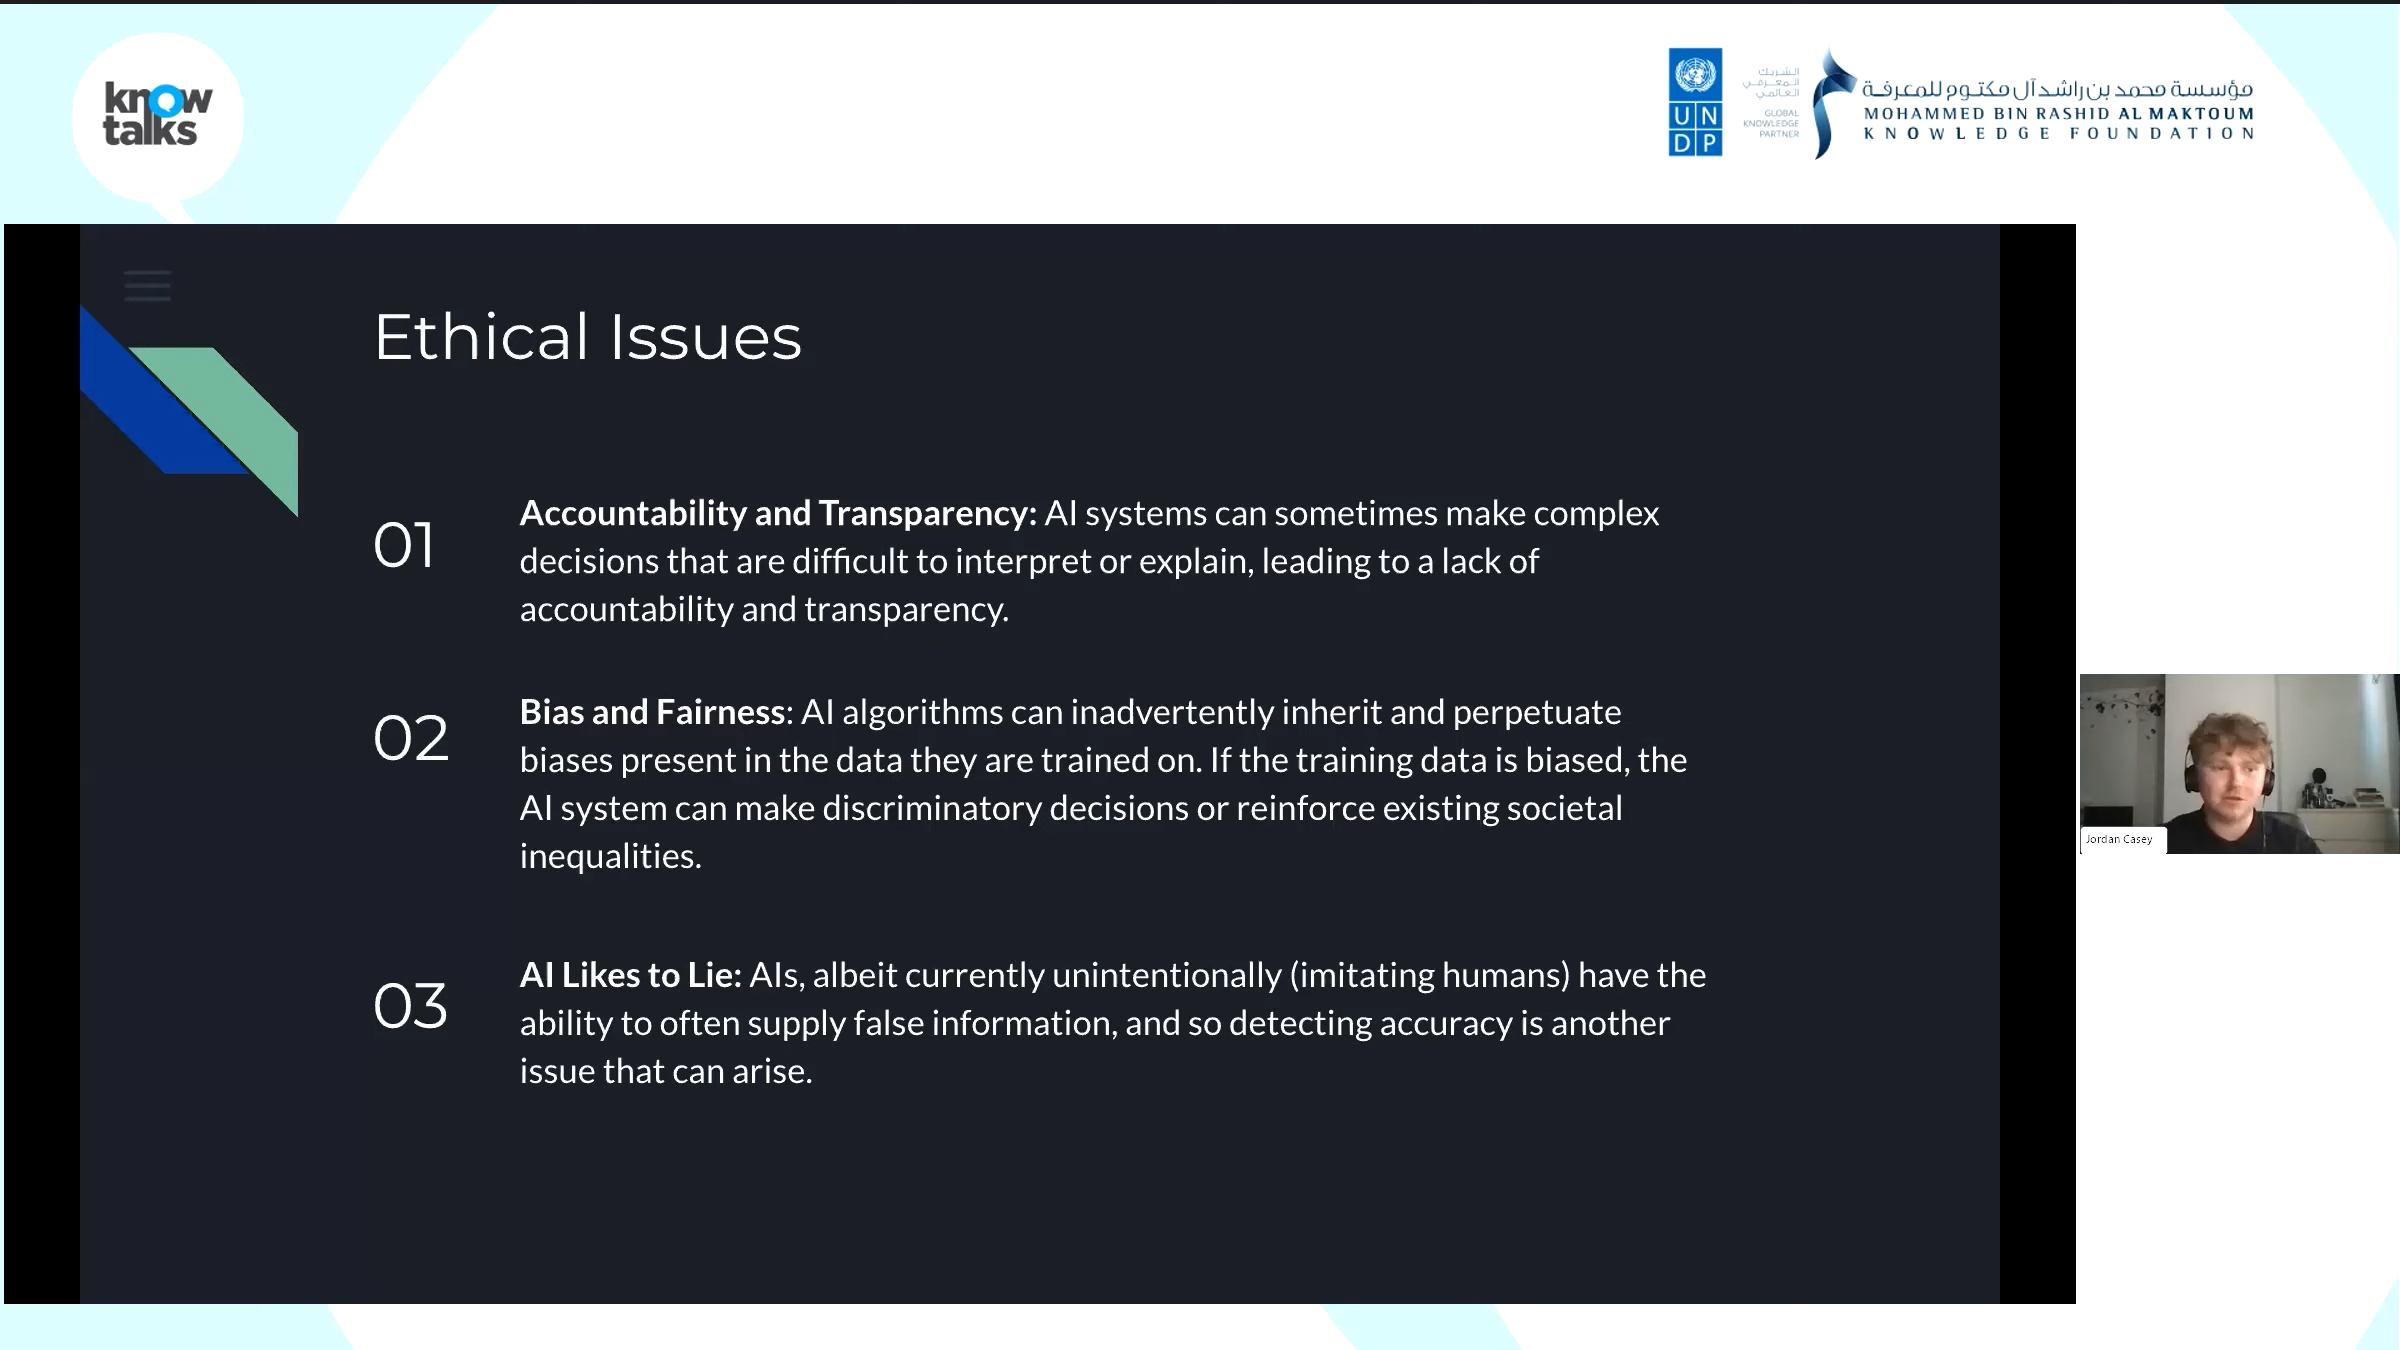 know
talks
UN
DP
الشريك
المعرفي
العالمي
GLOBAL
KNOWLEDGE
PARTNER
مؤسسة محمد بن راشد آل مكتوم للمعرفة
MOHAMMED BIN RASHID AL MAKTOUM
KNOWLEDGE FOUNDATION
Ethical Issues
01
Accountability and Transparency: AI systems can sometimes make complex
decisions that are difficult to interpret or explain, leading to a lack of
accountability and transparency.
02
Bias and Fairness: AI algorithms can inadvertently inherit and perpetuate
biases present in the data they are trained on. If the training data is biased, the
AI system can make discriminatory decisions or reinforce existing societal
inequalities.
03
AI Likes to Lie: AIs, albeit currently unintentionally (imitating humans) have the
ability to often supply false information, and so detecting accuracy is another
issue that can arise.
Jordan Casey